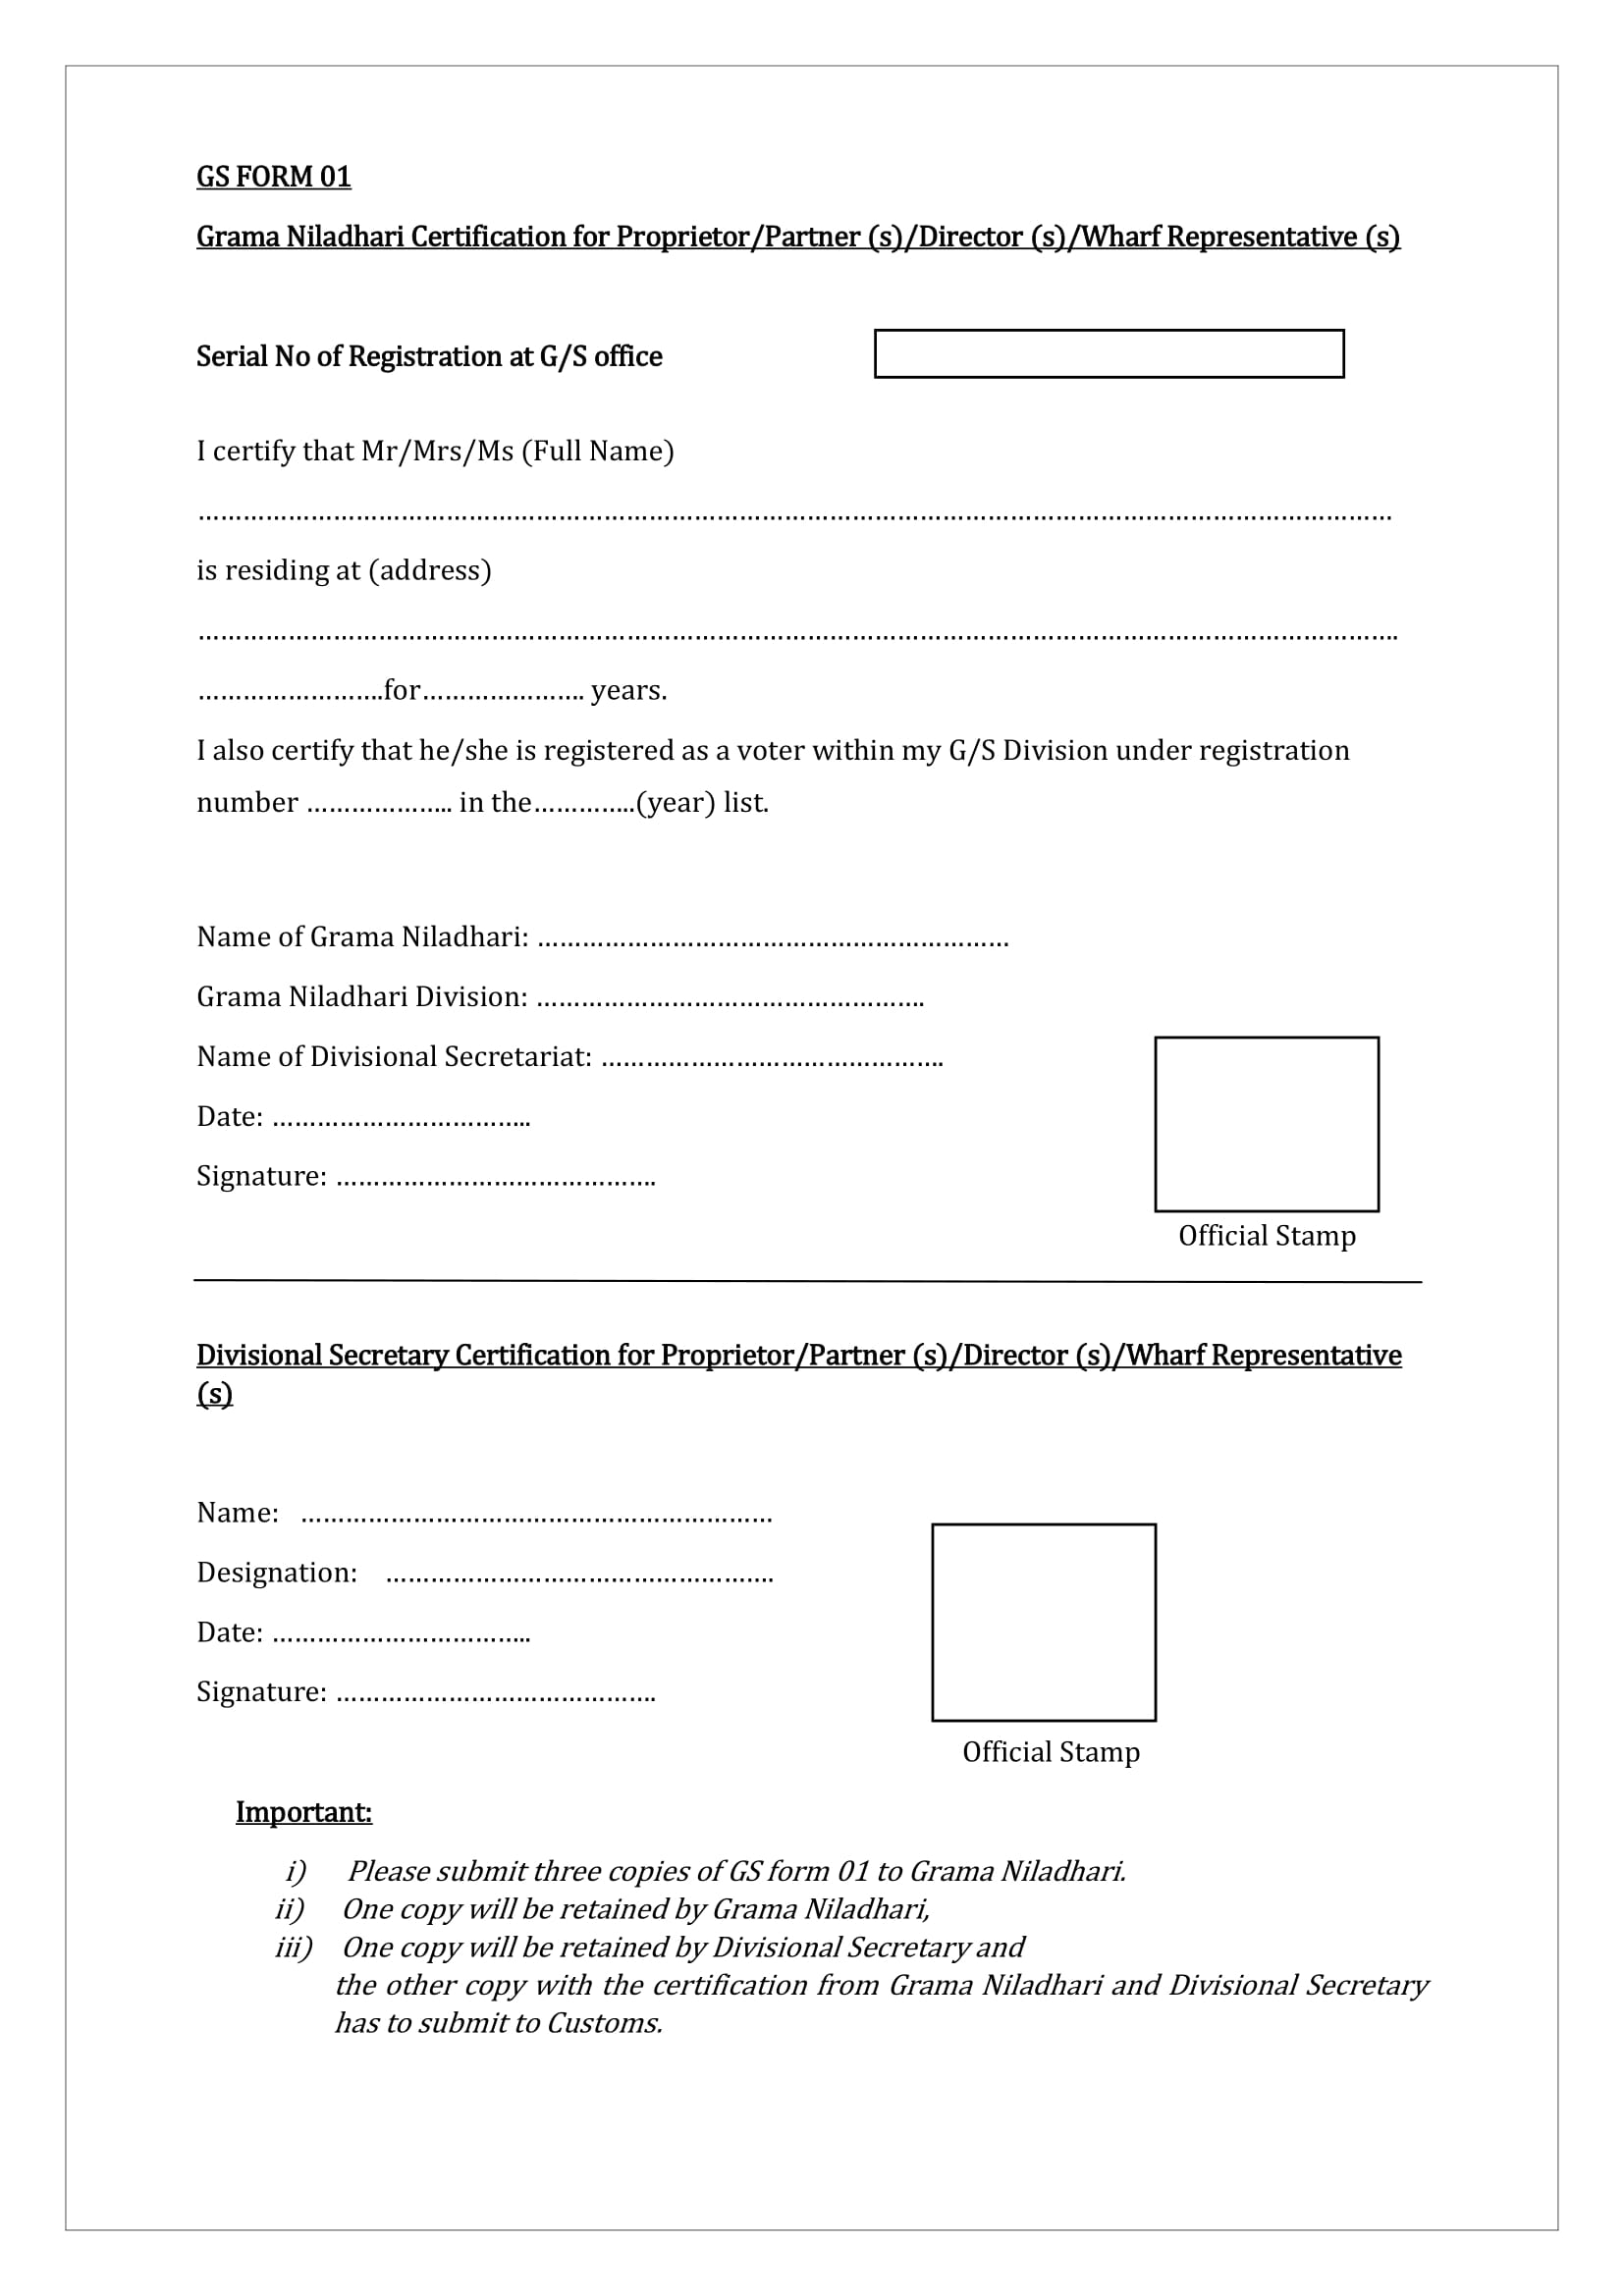 GS FORM 01
Grama Niladhari Certification for Proprietor/Partner (s)/Director (s)/Wharf Representative (s)
Serial No of Registration at G/S office
I certify that Mr/Mrs/Ms (Full Name)
……………………………………………………………………………………………………………………………………………
is residing at (address)
…………………………………………………………………………………………………………………………………………….
…………………….for…………………. years.
I also certify that he/she is registered as a voter within my G/S Division under registration
number ……………….. in the…………..(year) list.
Name of Grama Niladhari: ………………………………………………………
Grama Niladhari Division: …………………………………………….
Name of Divisional Secretariat: ……………………………………….
Date: ……………………………..
Signature: …………………………………….
Official Stamp
Divisional Secretary Certification for Proprietor/Partner (s)/Director (s)/Wharf Representative
(s)
Name: ………………………………………………………
Designation: …………………………………………….
Date: ……………………………..
Signature: …………………………………….
Official Stamp
Important:
i) Please submit three copies of GS form 01 to Grama Niladhari.
ii) One copy will be retained by Grama Niladhari,
iii) One copy will be retained by Divisional Secretary and
the other copy with the certification from Grama Niladhari and Divisional Secretary
has to submit to Customs.